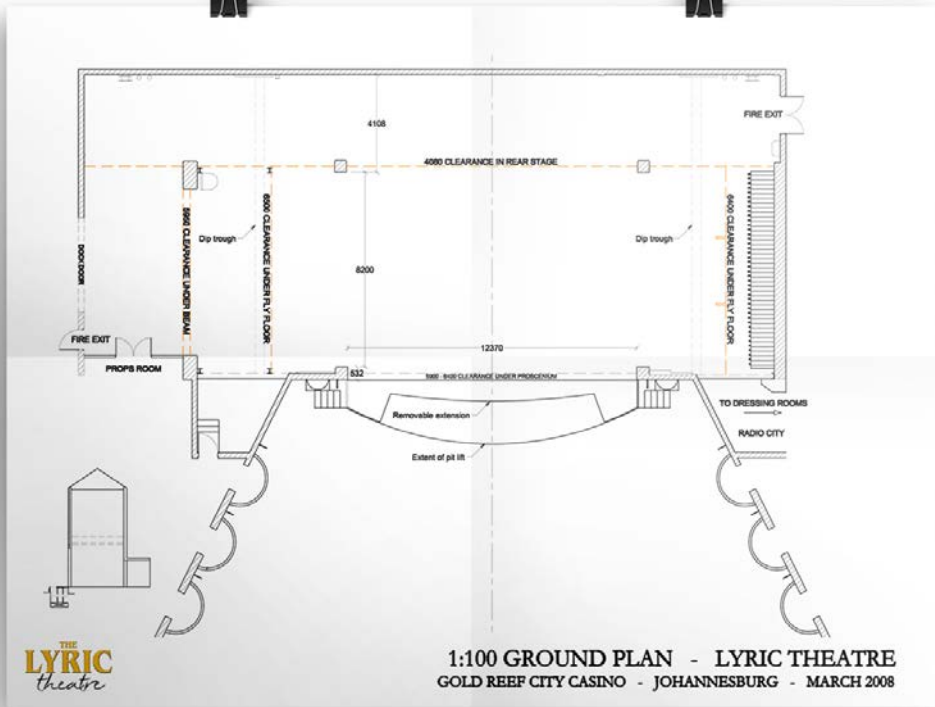 FIRE EXIT
4108
4080 CLEARANCE IN REAR STAGE
5950 CLEARANCE UNDER BEAM
6500 CLEARANCE UNDER FLY FLOOR
6400 CLEARANCE UNDER FLY FLOOR
Dip trough
Dip trough
DOCK DOOR
8200
FIRE EXIT
12370
PROPS ROOM
532
CLEARANCE UNDER PROSCENIUM
TO DRESSING ROOMS
Removable extension
RADIO CITY
Extent of pit lift
THE
LYRIC
theatre
1:100 GROUND PLAN - LYRIC THEATRE
GOLD REEF CITY CASINO - JOHANNESBURG - MARCH 2008